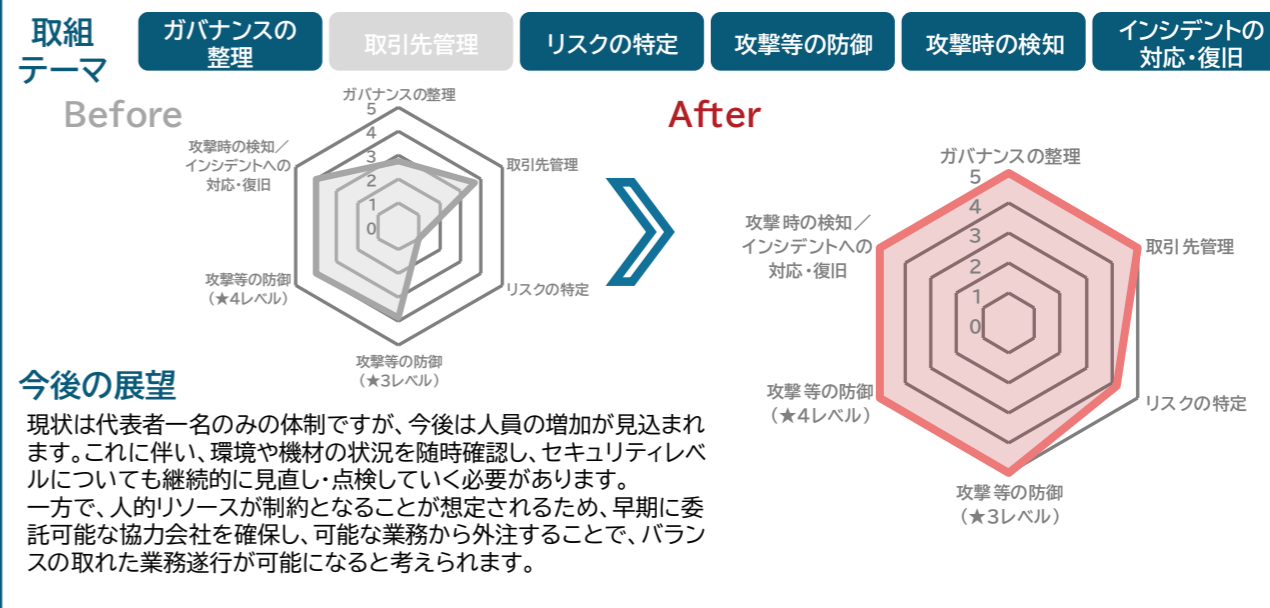 取組
テーマ
ガバナンスの
整理
取引先管理
リスクの特定
攻撃等の防御
攻撃時の検知
インシデントの
対応・復旧
Before
ガバナンスの整理
5
4
3
2
1
0
取引先管理
リスクの特定
攻撃等の防御
(★3レベル)
攻撃等の防御
(★4レベル)
攻撃時の検知/
インシデントへの
対応・復旧
After
ガバナンスの整理
5
4
3
2
1
0
取引先管理
リスクの特定
攻撃等の防御
(★3レベル)
攻撃等の防御
(★4レベル)
攻撃時の検知/
インシデントへの
対応・復旧
今後の展望
現状は代表者一名のみの体制ですが、今後は人員の増加が見込まれ
ます。これに伴い、環境や機材の状況を随時確認し、セキュリティレベ
ルについても継続的に見直し・点検していく必要があります。
一方で、人的リソースが制約となることが想定されるため、早期に委
託可能な協力会社を確保し、可能な業務から外注することで、バラン
スの取れた業務遂行が可能になると考えられます。